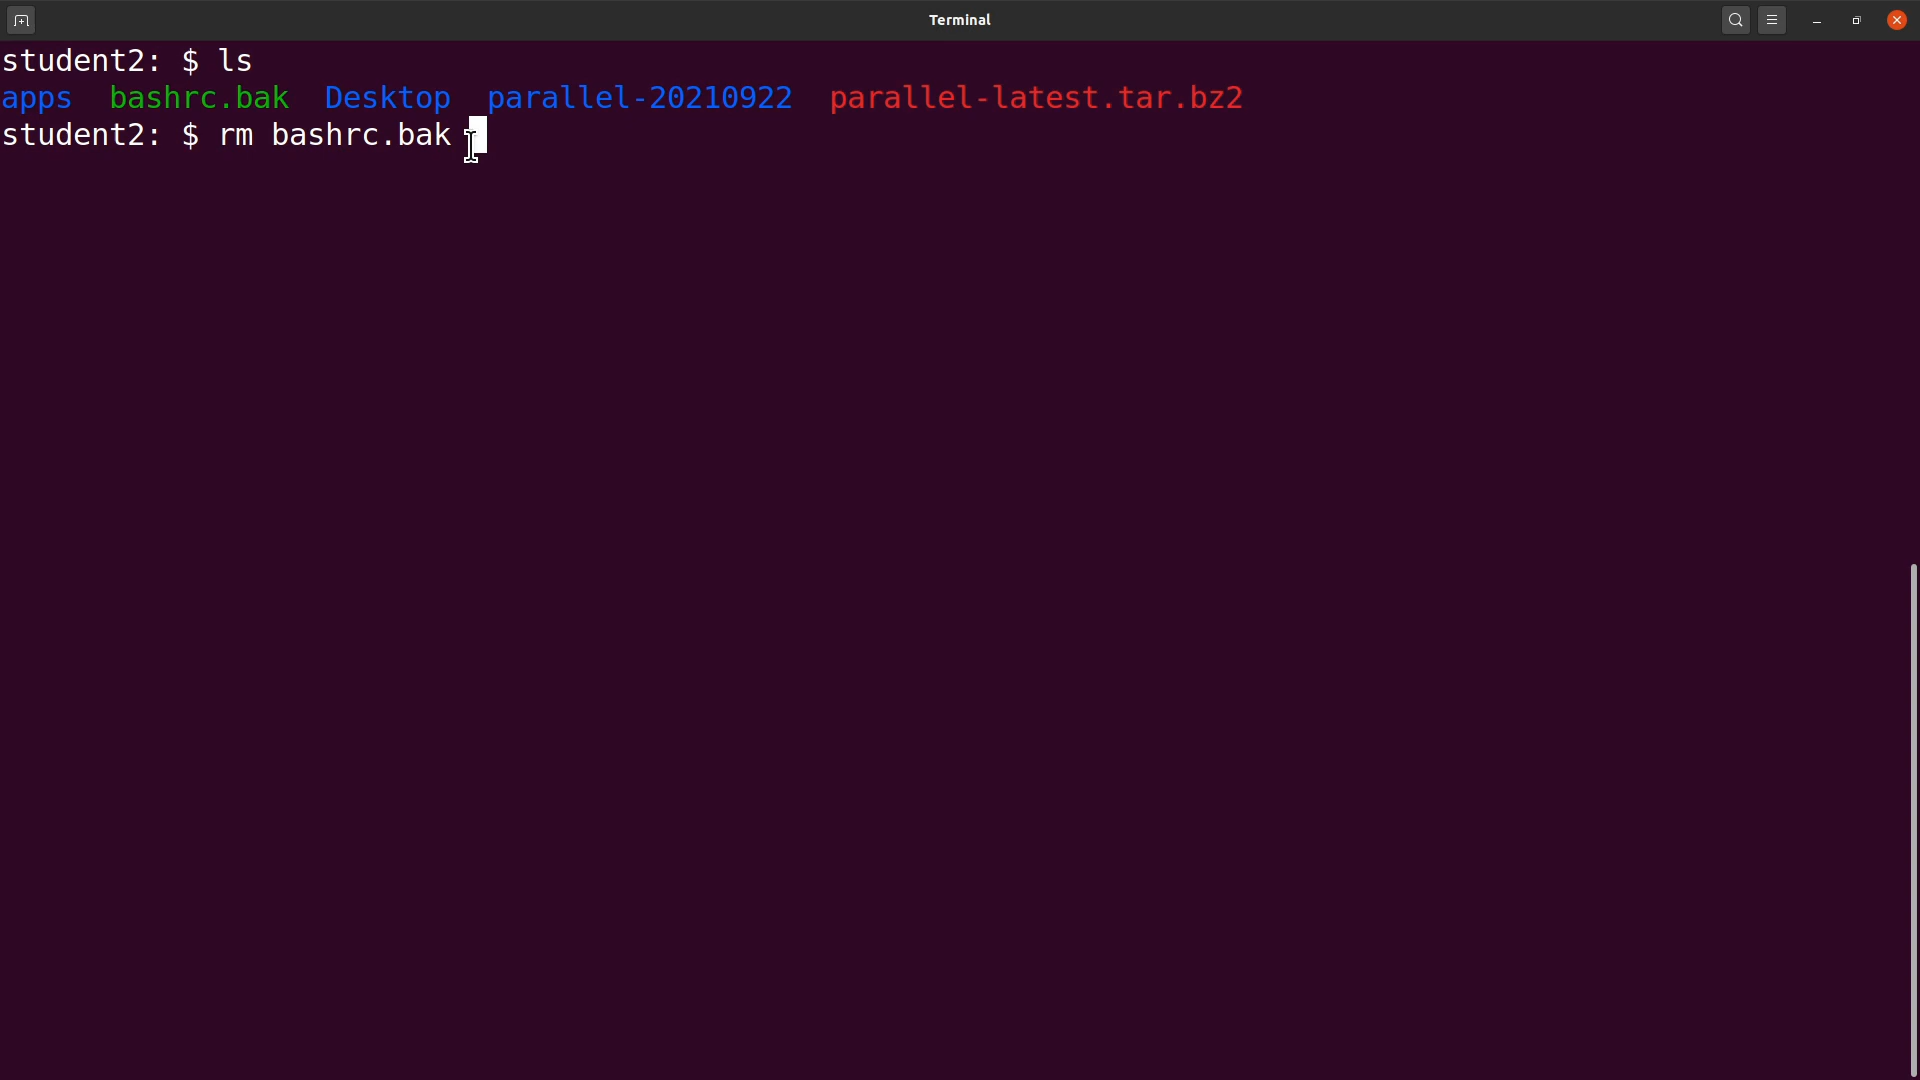 Terminal
student2: $ ls
apps  bashrc.bak  Desktop  parallel-20210922  parallel-latest.tar.bz2
student2: $ rm bashrc.bak